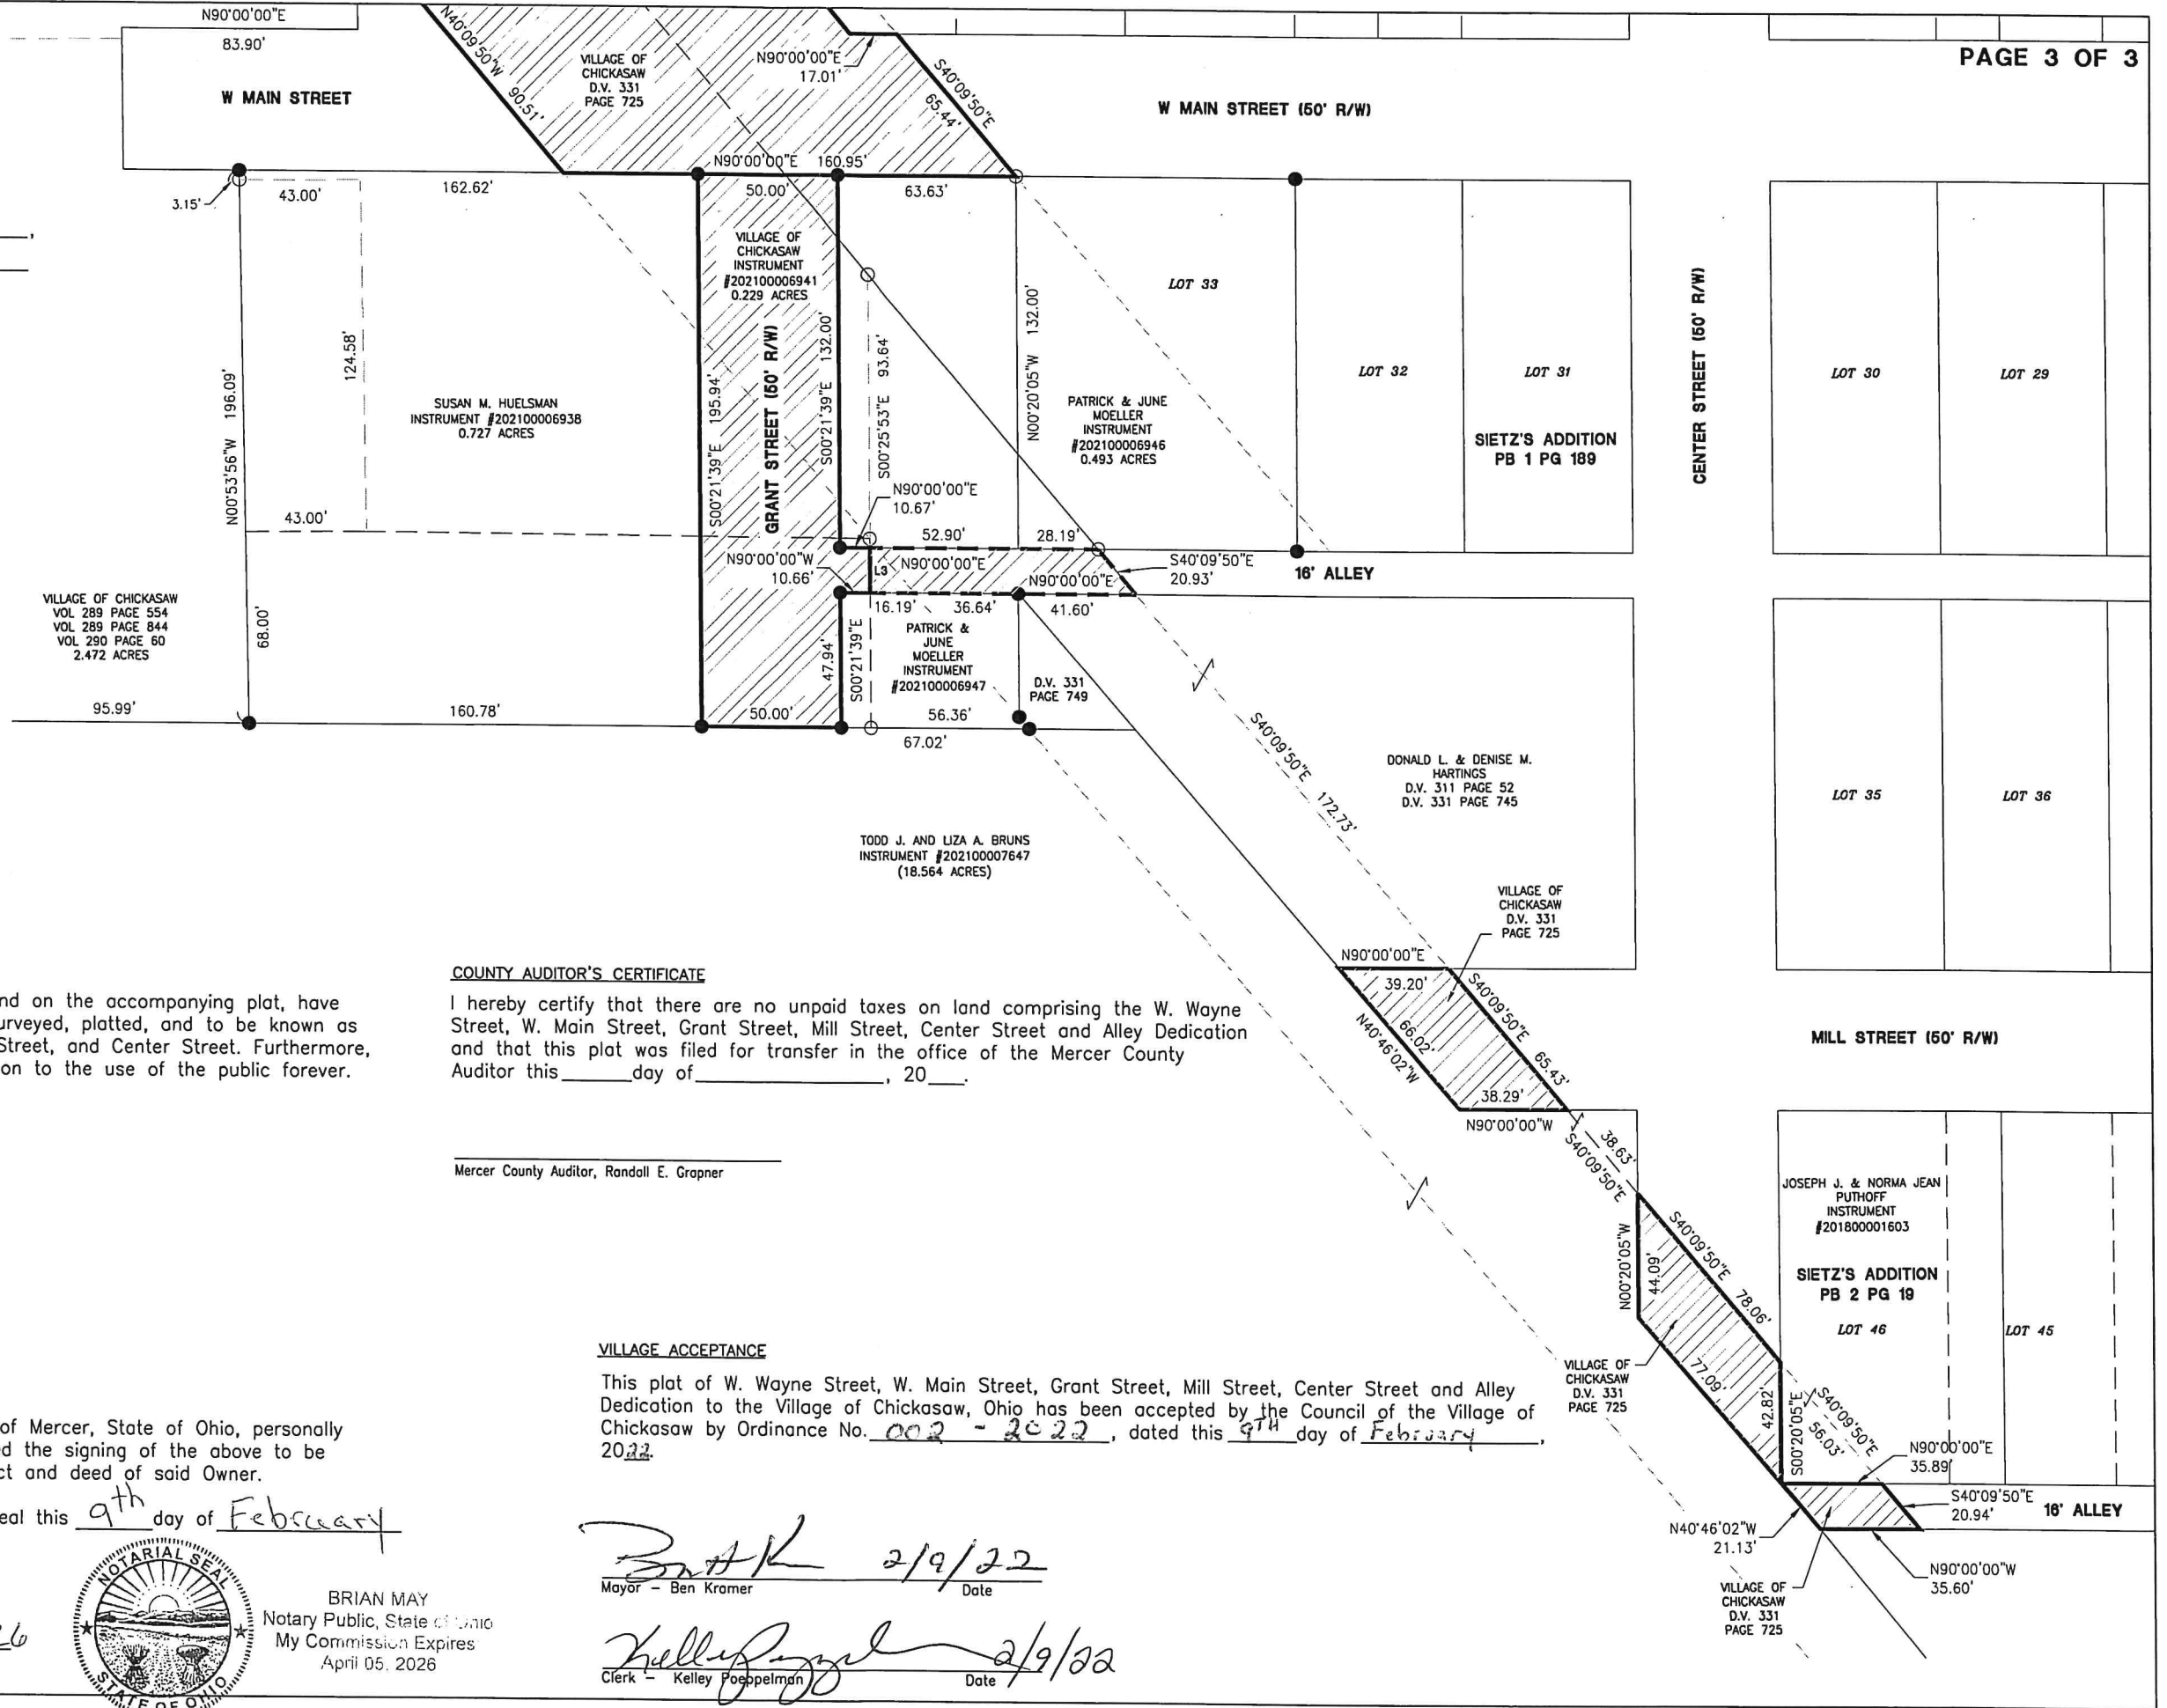 N90°00'00"E
83.90'
W MAIN STREET
N40°09'50"W
90.51'
VILLAGE OF
CHICKASAW
D.V. 331
PAGE 725
N90°00'00"E
17.01'
S40°09'50"E
65.44'
W MAIN STREET (50' R/W)
PAGE 3 OF 3
N90°00'00"E 160.95'
3.15'
43.00'
162.62'
50.00'
63.63'
VILLAGE OF
CHICKASAW
INSTRUMENT
#202100006941
0.229 ACRES
GRANT STREET (50' R/W)
S00°21'39"E 195.94'
S00°21'39"E 132.00'
S00°25'53"E 93.64'
N00°20'05"W 132.00'
N00°53'56"W 196.09'
124.58'
SUSAN M. HUELSMAN
INSTRUMENT #202100006938
0.727 ACRES
LOT 33
PATRICK & JUNE
MOELLER
INSTRUMENT
#202100006946
0.493 ACRES
LOT 32
LOT 31
SIETZ'S ADDITION
PB 1 PG 189
CENTER STREET (50' R/W)
LOT 30
LOT 29
43.00'
N90°00'00"E
10.67'
52.90'
28.19'
N90°00'00"W
10.66'
L3
N90°00'00"E
N90°00'00"E
S40°09'50"E
20.93'
16' ALLEY
16.19'
36.64'
41.60'
VILLAGE OF CHICKASAW
VOL 289 PAGE 554
VOL 289 PAGE 844
VOL 290 PAGE 60
2.472 ACRES
68.00'
47.94'
S00°21'39"E
PATRICK &
JUNE
MOELLER
INSTRUMENT
#202100006947
D.V. 331
PAGE 749
95.99'
160.78'
50.00'
56.36'
67.02'
S40°09'50"E 172.73'
DONALD L. & DENISE M.
HARTINGS
D.V. 311 PAGE 52
D.V. 331 PAGE 745
LOT 35
LOT 36
TODD J. AND LIZA A. BRUNS
INSTRUMENT #202100007647
(18.564 ACRES)
VILLAGE OF
CHICKASAW
D.V. 331
PAGE 725
N90°00'00"E
39.20'
S40°09'50"E
65.43'
66.02'
N40°46'02"W
38.29'
N90°00'00"W
MILL STREET (50' R/W)
nd on the accompanying plat, have
urveyed, platted, and to be known as
Street, and Center Street. Furthermore,
on to the use of the public forever.
COUNTY AUDITOR'S CERTIFICATE
I hereby certify that there are no unpaid taxes on land comprising the W. Wayne
Street, W. Main Street, Grant Street, Mill Street, Center Street and Alley Dedication
and that this plat was filed for transfer in the office of the Mercer County
Auditor this ______ day of ________________, 20___.
Mercer County Auditor, Randall E. Grapner
38.63'
S40°09'50"E
N00°20'05"W
44.09'
S40°09'50"E
78.06'
77.09'
JOSEPH J. & NORMA JEAN
PUTHOFF
INSTRUMENT
#201800001603
SIETZ'S ADDITION
PB 2 PG 19
LOT 46
LOT 45
VILLAGE OF
CHICKASAW
D.V. 331
PAGE 725
42.82'
S00°20'05"E
S40°09'50"E
56.03'
N90°00'00"E
35.89'
S40°09'50"E
20.94'
16' ALLEY
N40°46'02"W
21.13'
N90°00'00"W
35.60'
VILLAGE OF
CHICKASAW
D.V. 331
PAGE 725
VILLAGE ACCEPTANCE
This plat of W. Wayne Street, W. Main Street, Grant Street, Mill Street, Center Street and Alley
Dedication to the Village of Chickasaw, Ohio has been accepted by the Council of the Village of
Chickasaw by Ordinance No. 002 - 2022, dated this 9TH day of February,
2022.
of Mercer, State of Ohio, personally
d the signing of the above to be
ct and deed of said Owner.
eal this 9th day of February
26
NOTARIAL SEAL
STATE OF OHIO
BRIAN MAY
Notary Public, State of Ohio
My Commission Expires
April 05, 2026
2/9/22
Mayor - Ben Kramer Date
2/9/22
Clerk - Kelley Poeppelman Date